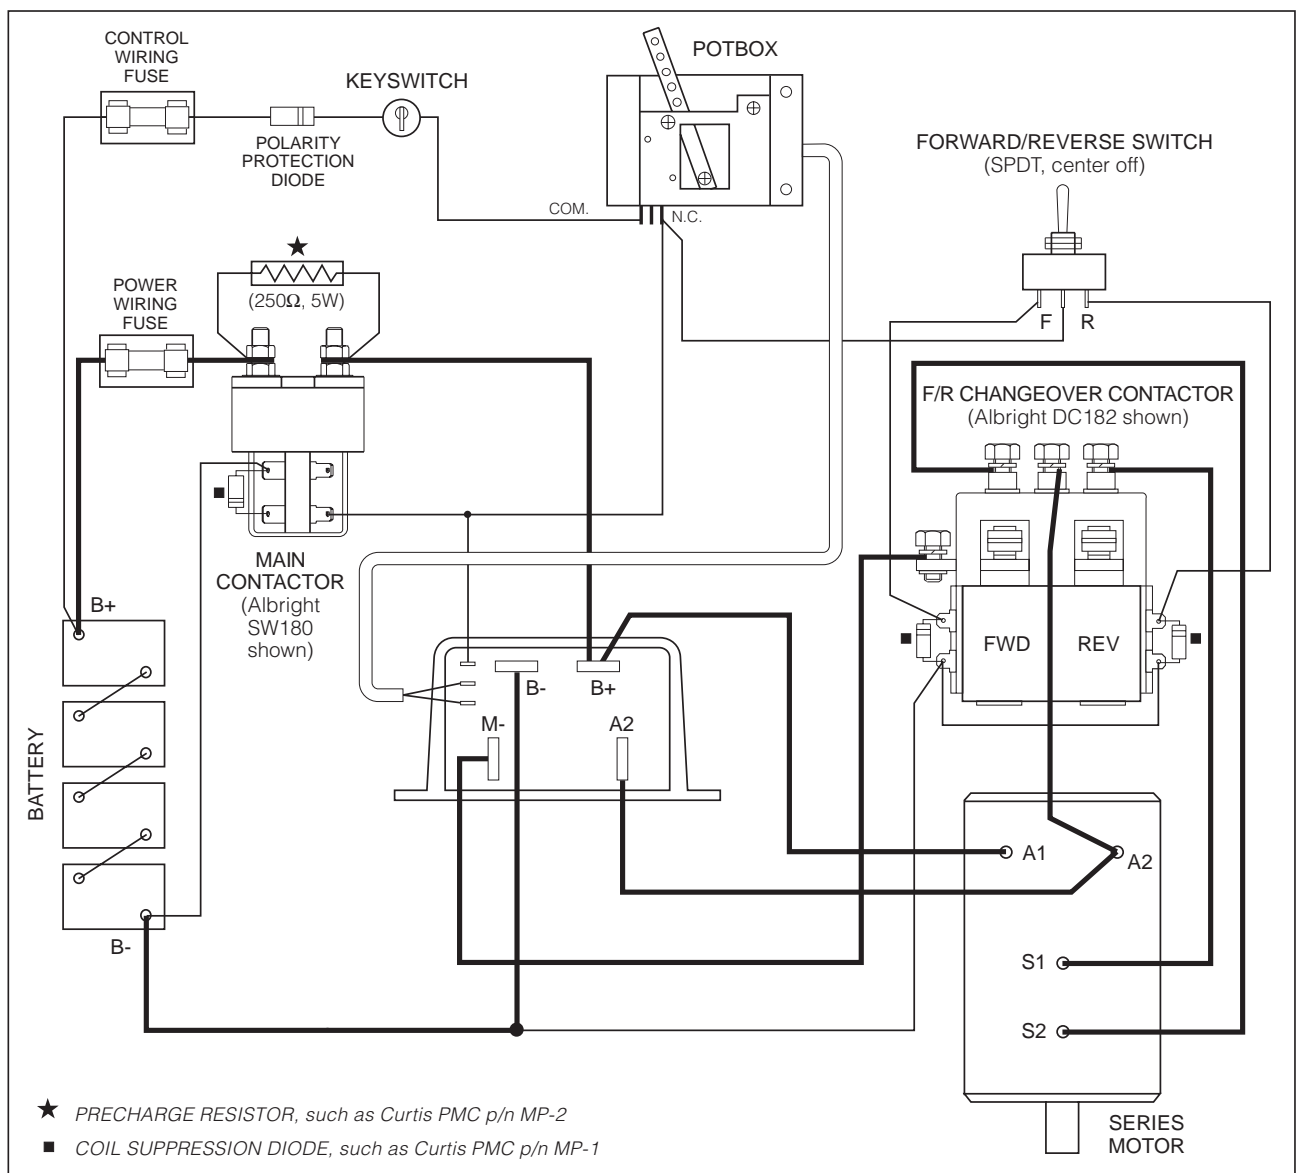 CONTROL
WIRING
FUSE
KEYSWITCH
POLARITY
PROTECTION
DIODE
POTBOX
COM.
N.C.
FORWARD/REVERSE SWITCH
(SPDT, center off)
F
R
★
(250Ω, 5W)
POWER
WIRING
FUSE
F/R CHANGEOVER CONTACTOR
(Albright DC182 shown)
MAIN
CONTACTOR
(Albright
SW180
shown)
B+
BATTERY
B-
B-
B+
M-
A2
FWD
REV
A1
A2
S1
S2
SERIES
MOTOR
★ PRECHARGE RESISTOR, such as Curtis PMC p/n MP-2
■ COIL SUPPRESSION DIODE, such as Curtis PMC p/n MP-1